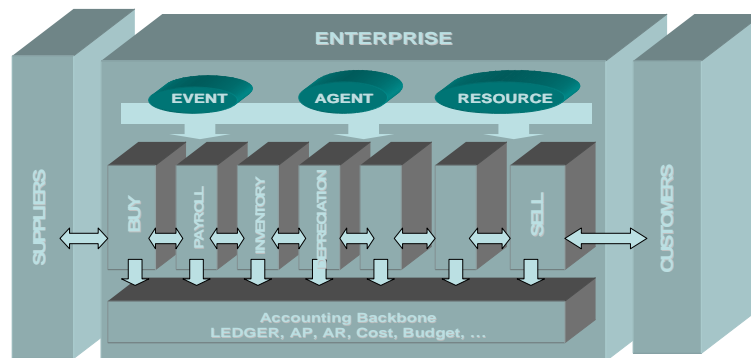 ENTERPRISE
EVENT
AGENT
RESOURCE
SUPPLIERS
BUY
PAYROLL
INVENTORY
DEPRECIATION
SELL
CUSTOMERS
Accounting Backbone
LEDGER, AP, AR, Cost, Budget, ...